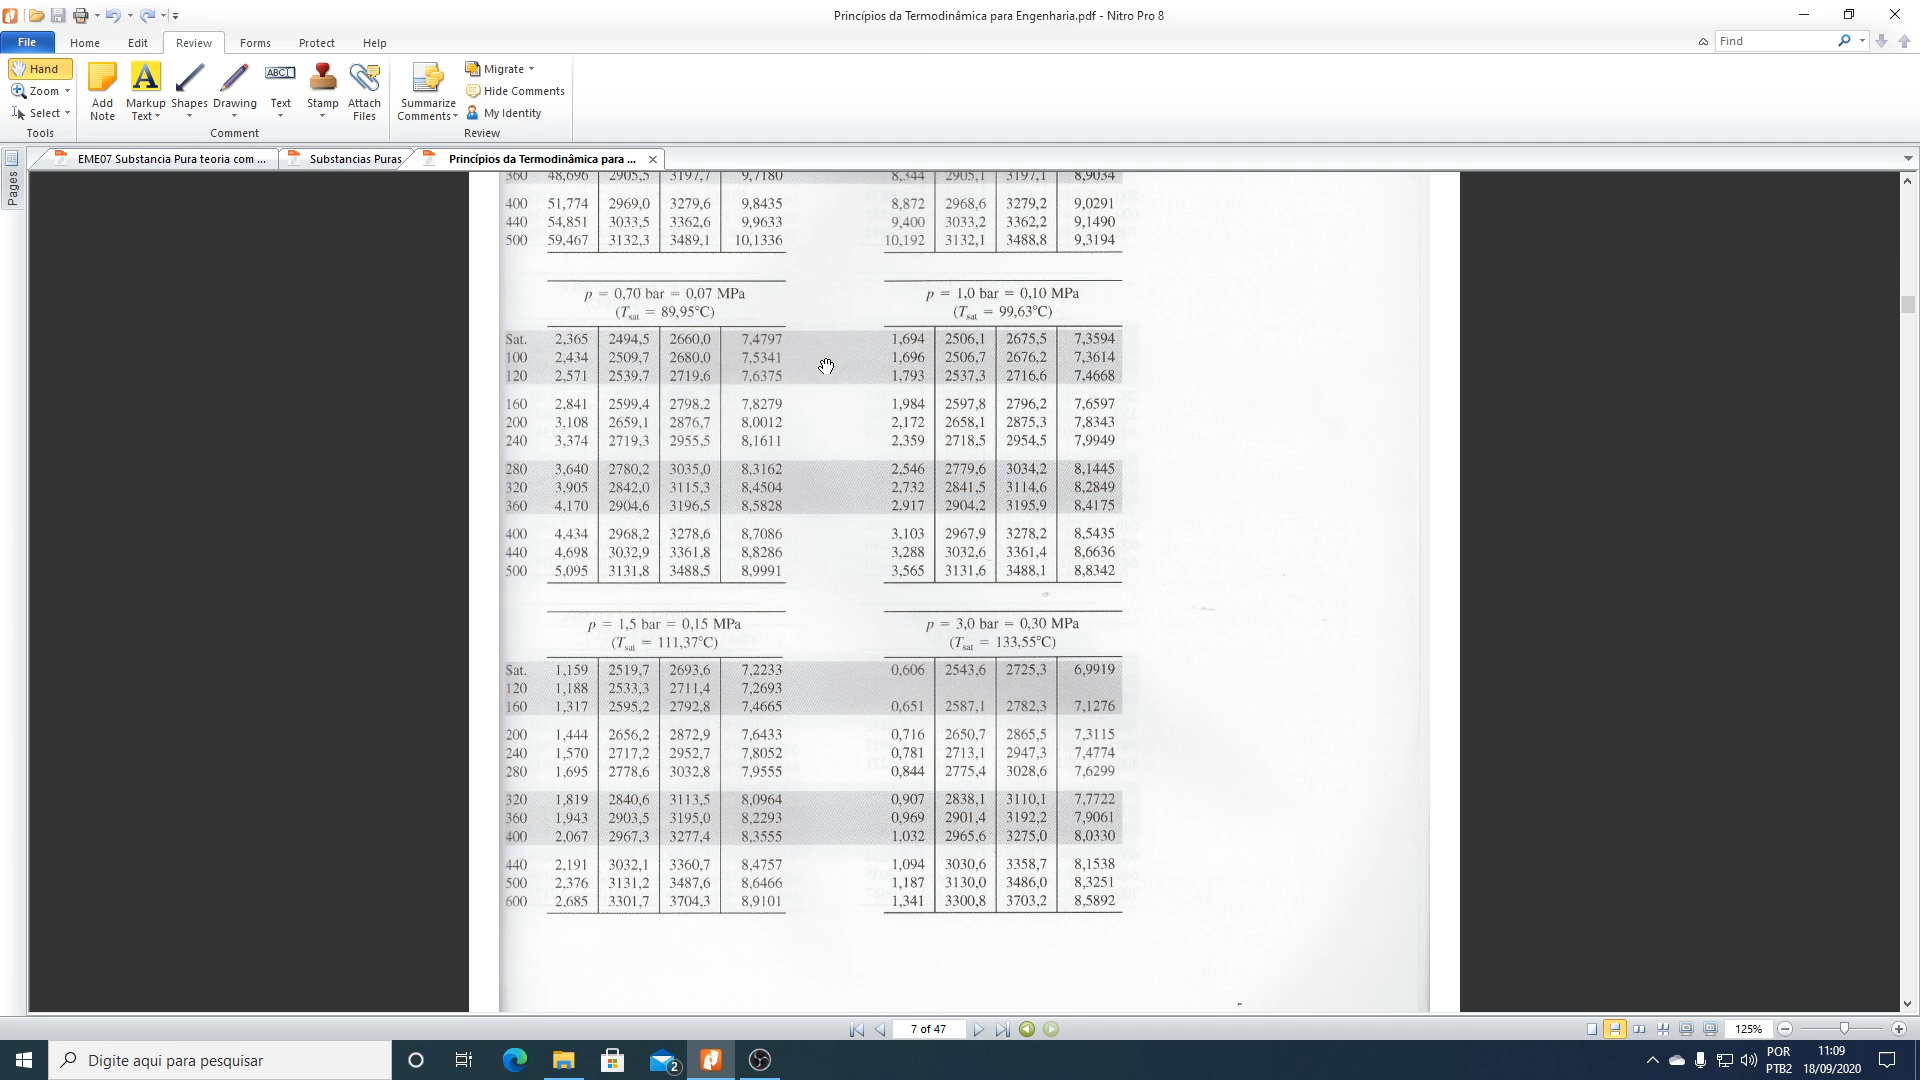 Princípios da Termodinâmica para Engenharia.pdf - Nitro Pro 8
File Home Edit Review Forms Protect Help
Find
Hand
Zoom
Select
Tools
Add Note
Markup Text
Shapes
Drawing
Text
Stamp
Attach Files
Comment
Summarize Comments
Migrate
Hide Comments
My Identity
Review
EME07 Substancia Pura teoria com ...
Substancias Puras
Princípios da Termodinâmica para ...
Pages
360 48,696 2905,5 3197,7 9,7180 8,344 2905,1 3197,1 8,9034
400 51,774 2969,0 3279,6 9,8435 8,872 2968,6 3279,2 9,0291
440 54,851 3033,5 3362,6 9,9633 9,400 3033,2 3362,2 9,1490
500 59,467 3132,3 3489,1 10,1336 10,192 3132,1 3488,8 9,3194
p = 0,70 bar = 0,07 MPa p = 1,0 bar = 0,10 MPa
(Tsat = 89,95°C) (Tsat = 99,63°C)
Sat. 2,365 2494,5 2660,0 7,4797 1,694 2506,1 2675,5 7,3594
100 2,434 2509,7 2680,0 7,5341 1,696 2506,7 2676,2 7,3614
120 2,571 2539,7 2719,6 7,6375 1,793 2537,3 2716,6 7,4668
160 2,841 2599,4 2798,2 7,8279 1,984 2597,8 2796,2 7,6597
200 3,108 2659,1 2876,7 8,0012 2,172 2658,1 2875,3 7,8343
240 3,374 2719,3 2955,5 8,1611 2,359 2718,5 2954,5 7,9949
280 3,640 2780,2 3035,0 8,3162 2,546 2779,6 3034,2 8,1445
320 3,905 2842,0 3115,3 8,4504 2,732 2841,5 3114,6 8,2849
360 4,170 2904,6 3196,5 8,5828 2,917 2904,2 3195,9 8,4175
400 4,434 2968,2 3278,6 8,7086 3,103 2967,9 3278,2 8,5435
440 4,698 3032,9 3361,8 8,8286 3,288 3032,6 3361,4 8,6636
500 5,095 3131,8 3488,5 8,9991 3,565 3131,6 3488,1 8,8342
p = 1,5 bar = 0,15 MPa p = 3,0 bar = 0,30 MPa
(Tsat = 111,37°C) (Tsat = 133,55°C)
Sat. 1,159 2519,7 2693,6 7,2233 0,606 2543,6 2725,3 6,9919
120 1,188 2533,3 2711,4 7,2693
160 1,317 2595,2 2792,8 7,4665 0,651 2587,1 2782,3 7,1276
200 1,444 2656,2 2872,9 7,6433 0,716 2650,7 2865,5 7,3115
240 1,570 2717,2 2952,7 7,8052 0,781 2713,1 2947,3 7,4774
280 1,695 2778,6 3032,8 7,9555 0,844 2775,4 3028,6 7,6299
320 1,819 2840,6 3113,5 8,0964 0,907 2838,1 3110,1 7,7722
360 1,943 2903,5 3195,0 8,2293 0,969 2901,4 3192,2 7,9061
400 2,067 2967,3 3277,4 8,3555 1,032 2965,6 3275,0 8,0330
440 2,191 3032,1 3360,7 8,4757 1,094 3030,6 3358,7 8,1538
500 2,376 3131,2 3487,6 8,6466 1,187 3130,0 3486,0 8,3251
600 2,685 3301,7 3704,3 8,9101 1,341 3300,8 3703,2 8,5892
7 of 47
125%
Digite aqui para pesquisar
2
POR
PTB2
11:09
18/09/2020